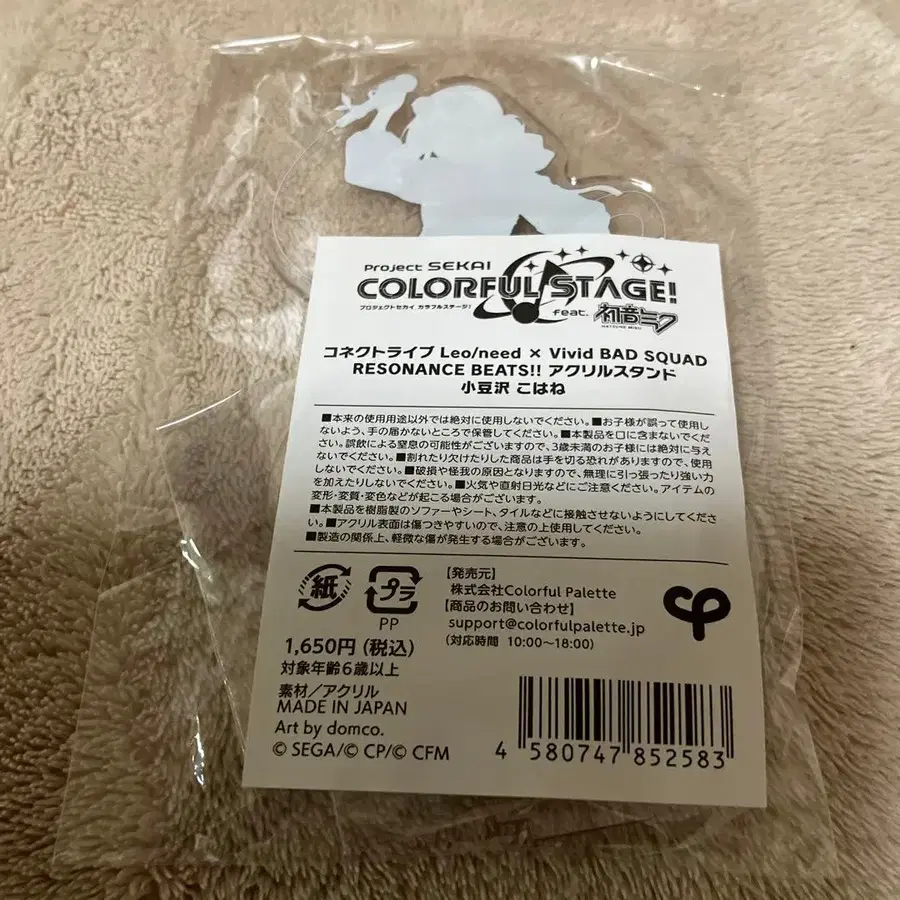 Project SEKAI
COLORFUL STAGE!
プロジェクトセカイ カラフルステージ!
feat. 初音ミク
HATSUNE MIKU
コネクトライブ Leo/need × Vivid BAD SQUAD
RESONANCE BEATS!! アクリルスタンド
小豆沢 こはね
■本来の使用用途以外では絶対に使用しないでください。■お子様が誤って使用し
ないよう、手の届かないところで保管してください。■本製品を口に含まないでくだ
さい。誤飲による窒息の可能性がございますので、3歳未満のお子様には絶対に与え
ないでください。■割れたり欠けたりした商品は手を切る恐れがありますので、使用
しないでください。■破損や怪我の原因となりますので、無理に引っ張ったり強い力
を加えたりしないでください。■火気や直射日光などにご注意ください。アイテムの
変形・変質・変色などが起こる場合がございます。
■本製品を樹脂製のソファーやシート、タイルなどに接触させないようにしてくださ
い。■アクリル表面は傷つきやすいので、注意の上使用してください。
■製造の関係上、軽微な傷が発生する場合がございます。
紙
プラ
PP
【発売元】
株式会社Colorful Palette
【商品のお問い合わせ】
support@colorfulpalette.jp
(対応時間 10:00〜18:00)
cp
1,650円(税込)
対象年齢6歳以上
素材/アクリル
MADE IN JAPAN
Art by domco.
© SEGA/© CP/© CFM
4 580747 852583